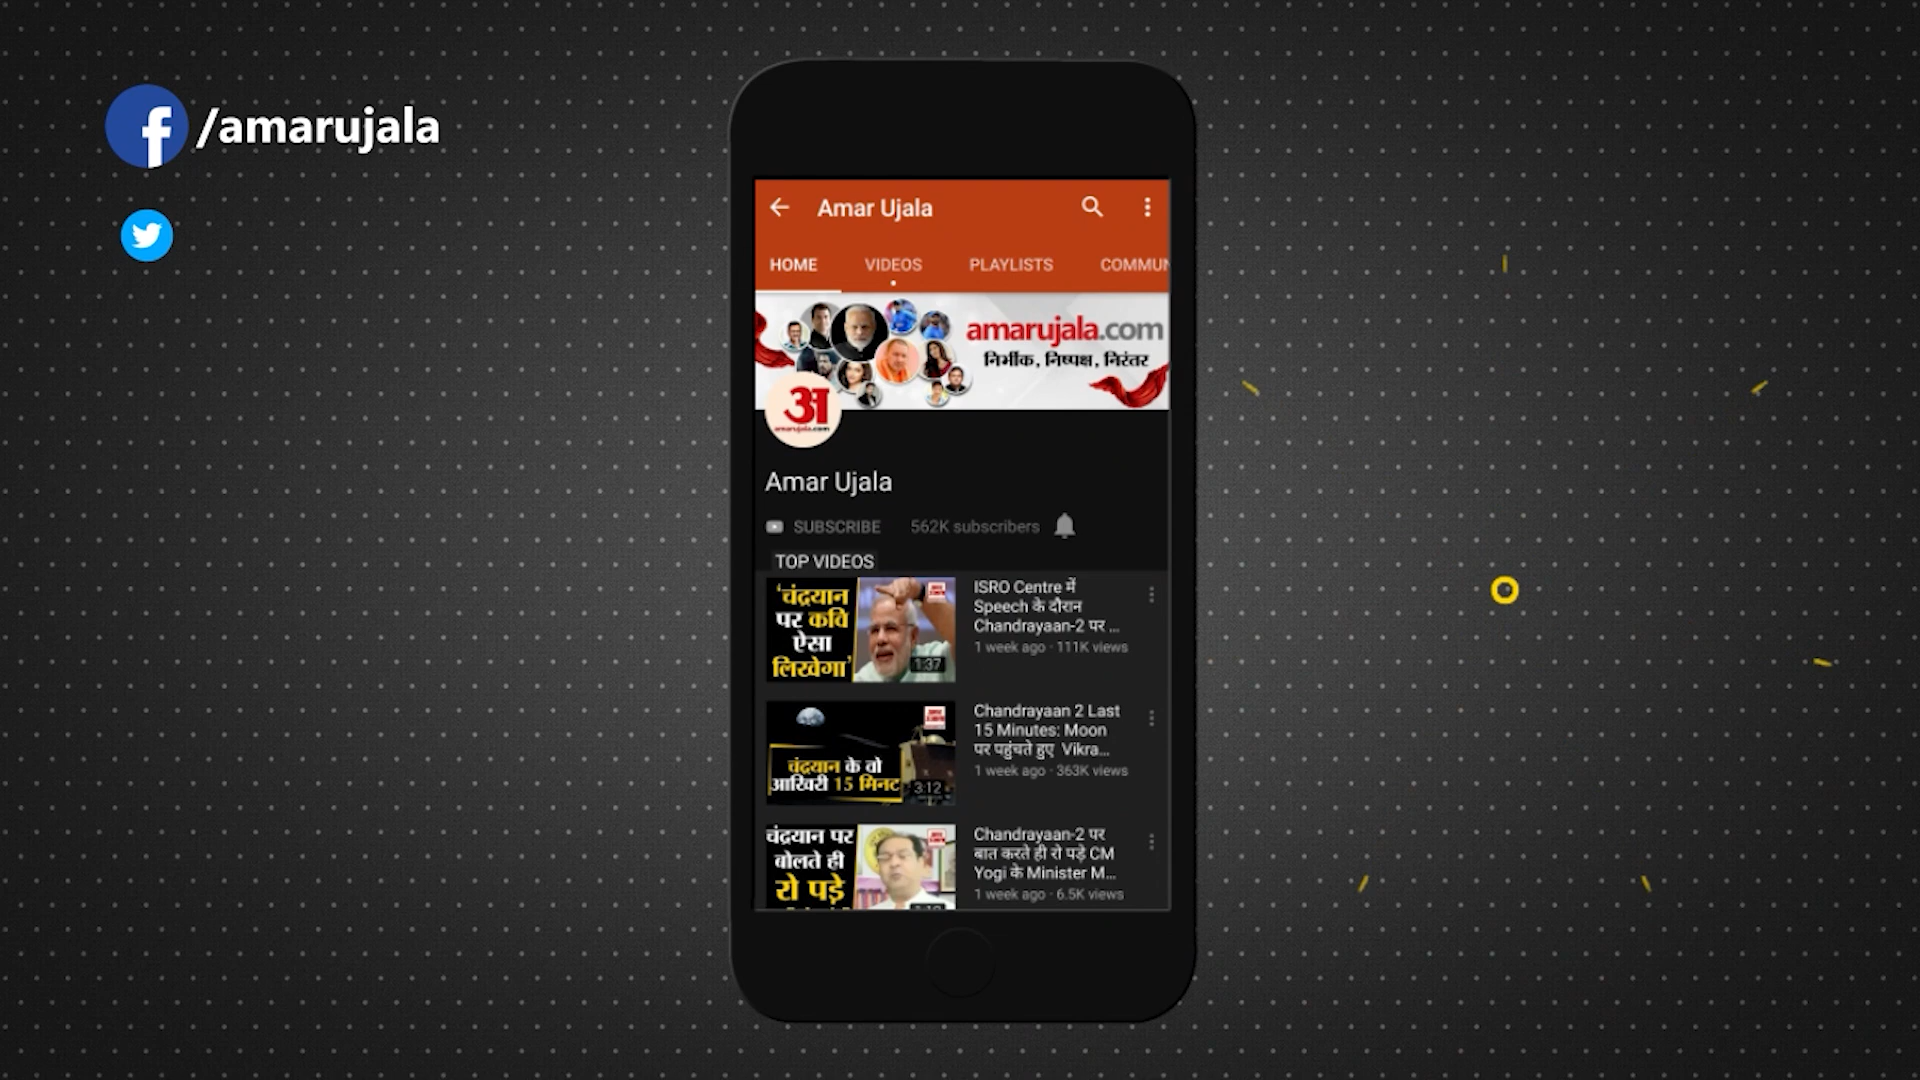 /amarujala
Amar Ujala
HOME VIDEOS PLAYLISTS COMMUN
amarujala.com
निर्भीक, निष्पक्ष, निरंतर
अ
amarujala.com
Amar Ujala
SUBSCRIBE 562K subscribers
TOP VIDEOS
'चंद्रयान
पर कवि
ऐसा
लिखेगा'
1:37
ISRO Centre में
Speech के दौरान
Chandrayaan-2 पर ...
1 week ago · 111K views
चंद्रयान के वो
आखिरी 15 मिनट
3:12
Chandrayaan 2 Last
15 Minutes: Moon
पर पहुंचते हुए Vikra...
1 week ago · 363K views
चंद्रयान पर
बोलते ही
रो पड़े
Chandrayaan-2 पर
बात करते ही रो पड़े CM
Yogi के Minister M...
1 week ago · 6.5K views